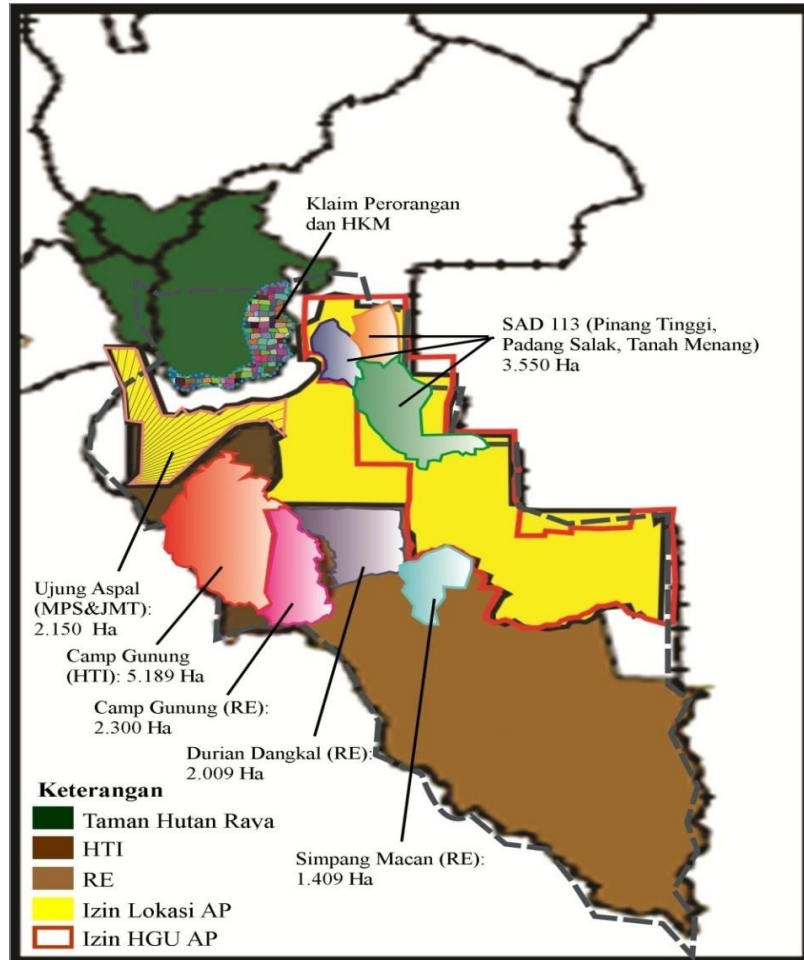 Klaim Perorangan
dan HKM
SAD 113 (Pinang Tinggi,
Padang Salak, Tanah Menang)
3.550 Ha
Ujung Aspal
(MPS&JMT):
2.150 Ha
Camp Gunung
(HTI): 5.189 Ha
Camp Gunung (RE):
2.300 Ha
Durian Dangkal (RE):
2.009 Ha
Simpang Macan (RE):
1.409 Ha
Keterangan
Taman Hutan Raya
HTI
RE
Izin Lokasi AP
Izin HGU AP